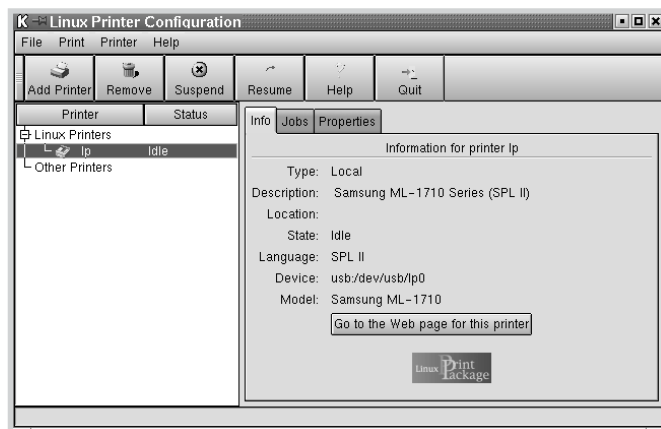 Linux Printer Configuration
File Print Printer Help
Add Printer Remove Suspend Resume Help Quit
Printer Status
Linux Printers
lp Idle
Other Printers
Info Jobs Properties
Information for printer lp
Type: Local
Description: Samsung ML-1710 Series (SPL II)
Location:
State: Idle
Language: SPL II
Device: usb:/dev/usb/lp0
Model: Samsung ML-1710
Go to the Web page for this printer
Linux Print Package